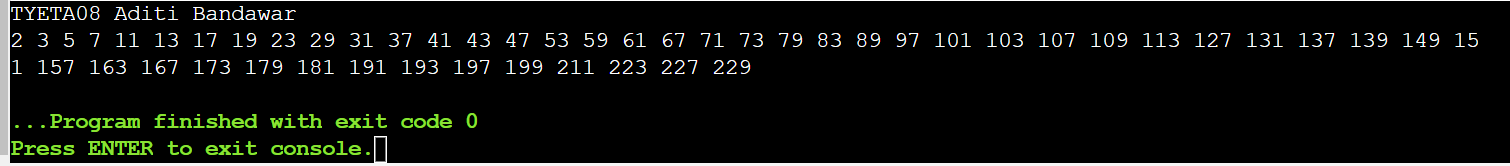 TYETA08 Aditi Bandawar
2 3 5 7 11 13 17 19 23 29 31 37 41 43 47 53 59 61 67 71 73 79 83 89 97 101 103 107 109 113 127 131 137 139 149 15
1 157 163 167 173 179 181 191 193 197 199 211 223 227 229
...Program finished with exit code 0
Press ENTER to exit console.